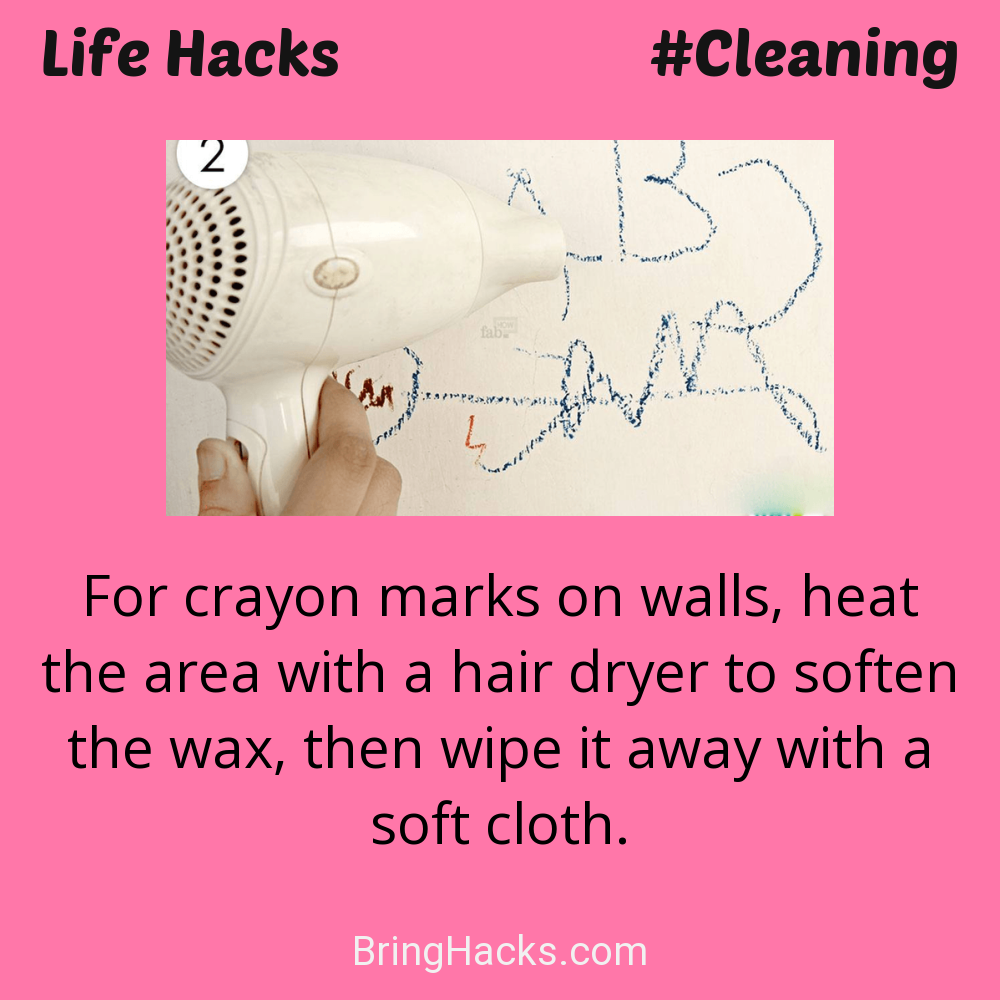 Life Hacks #Cleaning
2
fab.
For crayon marks on walls, heat
the area with a hair dryer to soften
the wax, then wipe it away with a
soft cloth.
BringHacks.com